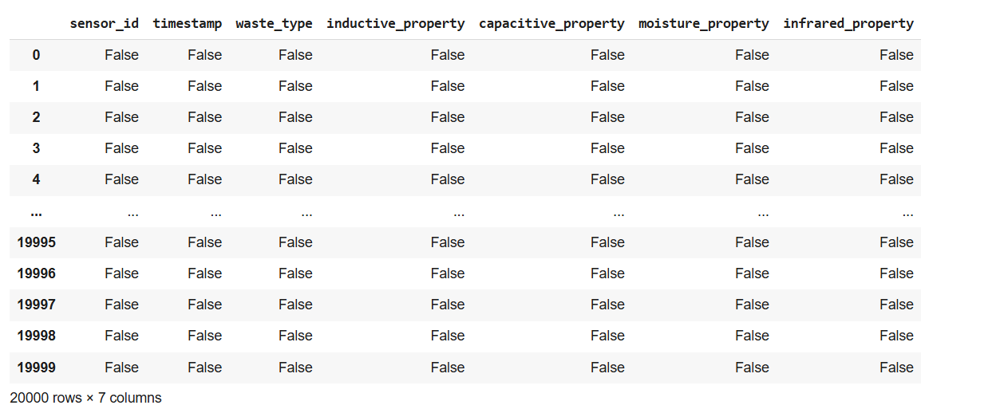 sensor_id timestamp waste_type inductive_property capacitive_property moisture_property infrared_property
0 False False False False False False False
1 False False False False False False False
2 False False False False False False False
3 False False False False False False False
4 False False False False False False False
... ... ... ... ... ... ... ...
19995 False False False False False False False
19996 False False False False False False False
19997 False False False False False False False
19998 False False False False False False False
19999 False False False False False False False
20000 rows × 7 columns